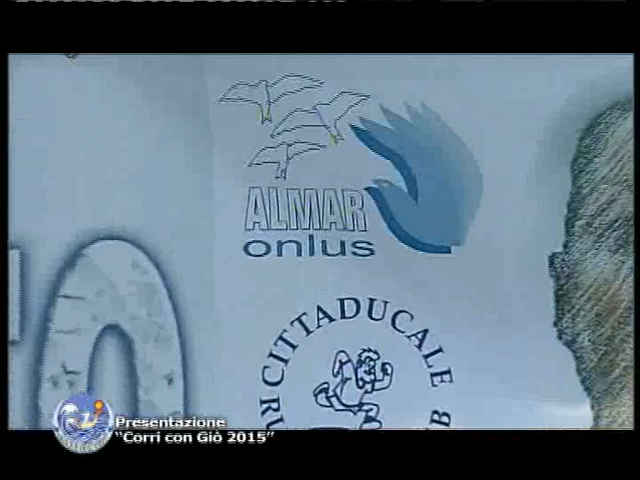 ALMAR
onlus
CITTADUCALE
Presentazione
"Corri con Giò 2015"